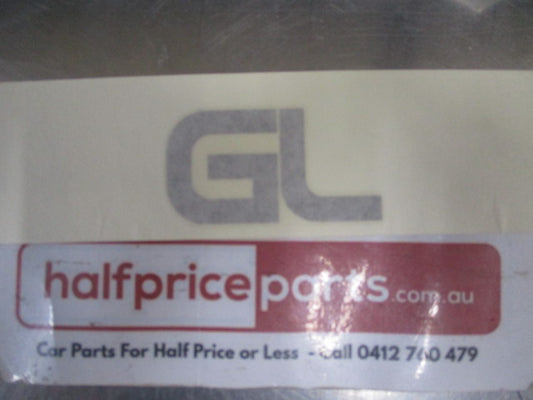 GL
halfpriceparts.com.au
Car Parts For Half Price or Less - Call 0412 760 479